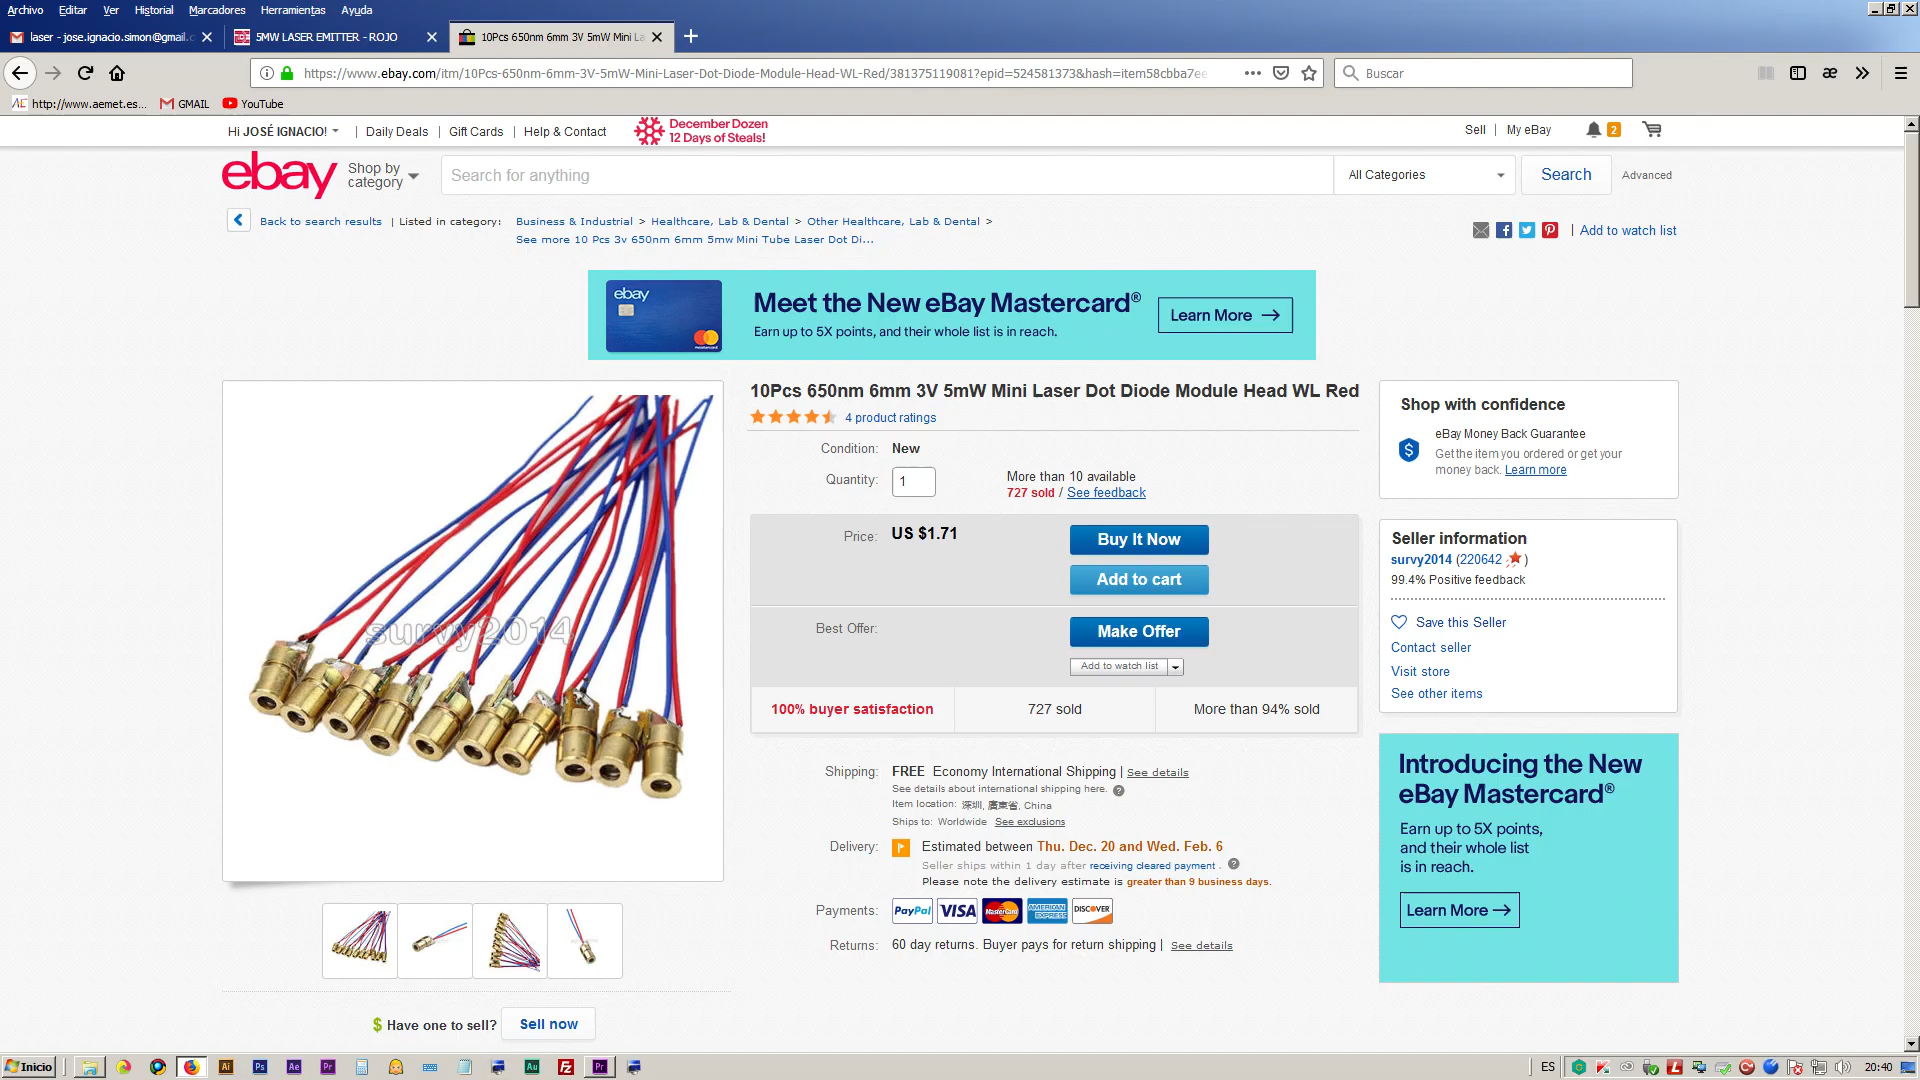 Archivo Editar Ver Historial Marcadores Herramientas Ayuda
laser - jose.ignacio.simon@gmail.c
5MW LASER EMITTER - ROJO
10Pcs 650nm 6mm 3V 5mW Mini La
https://www.ebay.com/itm/10Pcs-650nm-6mm-3V-5mW-Mini-Laser-Dot-Diode-Module-Head-WL-Red/381375119081?epid=524581373&hash=item58cbba7ee
Buscar
http://www.aemet.es... GMAIL YouTube
Hi JOSÉ IGNACIO! | Daily Deals | Gift Cards | Help & Contact
December Dozen
12 Days of Steals!
Sell | My eBay 2
ebay
Shop by
category
Search for anything
All Categories
Search
Advanced
Back to search results | Listed in category: Business & Industrial > Healthcare, Lab & Dental > Other Healthcare, Lab & Dental >
See more 10 Pcs 3v 650nm 6mm 5mw Mini Tube Laser Dot Di...
| Add to watch list
ebay
mastercard
Meet the New eBay Mastercard®
Earn up to 5X points, and their whole list is in reach.
Learn More →
survy2014
10Pcs 650nm 6mm 3V 5mW Mini Laser Dot Diode Module Head WL Red
4 product ratings
Condition: New
Quantity: 1
More than 10 available
727 sold / See feedback
Price: US $1.71
Buy It Now
Add to cart
Best Offer:
Make Offer
Add to watch list
100% buyer satisfaction
727 sold
More than 94% sold
Shipping: FREE Economy International Shipping | See details
See details about international shipping here.
Item location: 深圳, 廣東省, China
Ships to: Worldwide See exclusions
Delivery: Estimated between Thu. Dec. 20 and Wed. Feb. 6
Seller ships within 1 day after receiving cleared payment .
Please note the delivery estimate is greater than 9 business days.
Payments: PayPal VISA MasterCard AMERICAN EXPRESS DISCOVER
Returns: 60 day returns. Buyer pays for return shipping | See details
$ Have one to sell? Sell now
Shop with confidence
eBay Money Back Guarantee
Get the item you ordered or get your
money back. Learn more
Seller information
survy2014 (220642 )
99.4% Positive feedback
Save this Seller
Contact seller
Visit store
See other items
Introducing the New
eBay Mastercard®
Earn up to 5X points,
and their whole list
is in reach.
Learn More →
Inicio
Ai Ps Ae Pr Au Fz Pr
ES
20:40